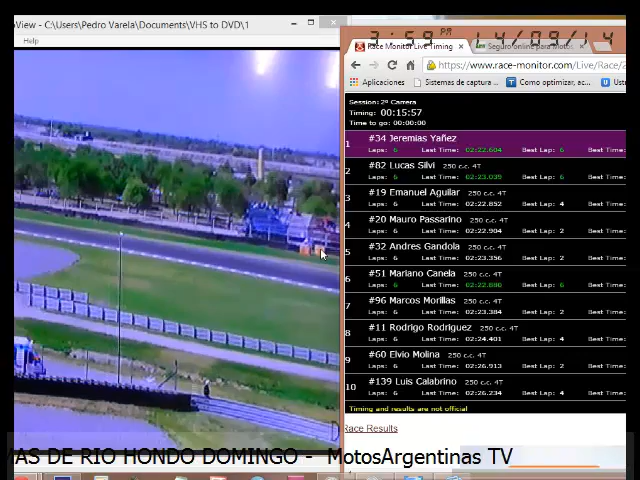 View - C:\Users\Pedro Varela\Documents\VHS to DVD\1
Help
3:59 PM 14/09/14
Race Monitor Live Timing
Seguro online para motos
https://www.race-monitor.com/Live/Race/2
Aplicaciones
Sistemas de captura ...
Como optimizar, ac...
Ustr
Session: 2º Carrera
Timing: 00:15:57
Time to go: 00:00:00
1 #34 Jeremias Yañez
Laps: 6 Last Time: 02:22.604 Best Lap: 6 Best Time:
2 #82 Lucas Silvi 250 c.c. 4T
Laps: 6 Last Time: 02:23.039 Best Lap: 6 Best Time:
3 #19 Emanuel Aguilar 250 c.c. 4T
Laps: 6 Last Time: 02:22.852 Best Lap: 4 Best Time:
4 #20 Mauro Passarino 250 c.c. 4T
Laps: 6 Last Time: 02:22.904 Best Lap: 2 Best Time:
5 #32 Andres Gandola 250 c.c. 4T
Laps: 6 Last Time: 02:23.356 Best Lap: 2 Best Time:
6 #51 Mariano Canela 250 c.c. 4T
Laps: 6 Last Time: 02:22.880 Best Lap: 6 Best Time:
7 #96 Marcos Morillas 250 c.c. 4T
Laps: 6 Last Time: 02:23.384 Best Lap: 2 Best Time:
8 #11 Rodrigo Rodriguez 250 c.c. 4T
Laps: 6 Last Time: 02:24.401 Best Lap: 4 Best Time:
9 #60 Elvio Molina 250 c.c. 4T
Laps: 6 Last Time: 02:26.913 Best Lap: 2 Best Time:
10 #139 Luis Calabrino 250 c.c. 4T
Laps: 6 Last Time: 02:26.234 Best Lap: 4 Best Time:
Timing and results are not official
Race Results
MAS DE RIO HONDO DOMINGO - MotosArgentinas TV